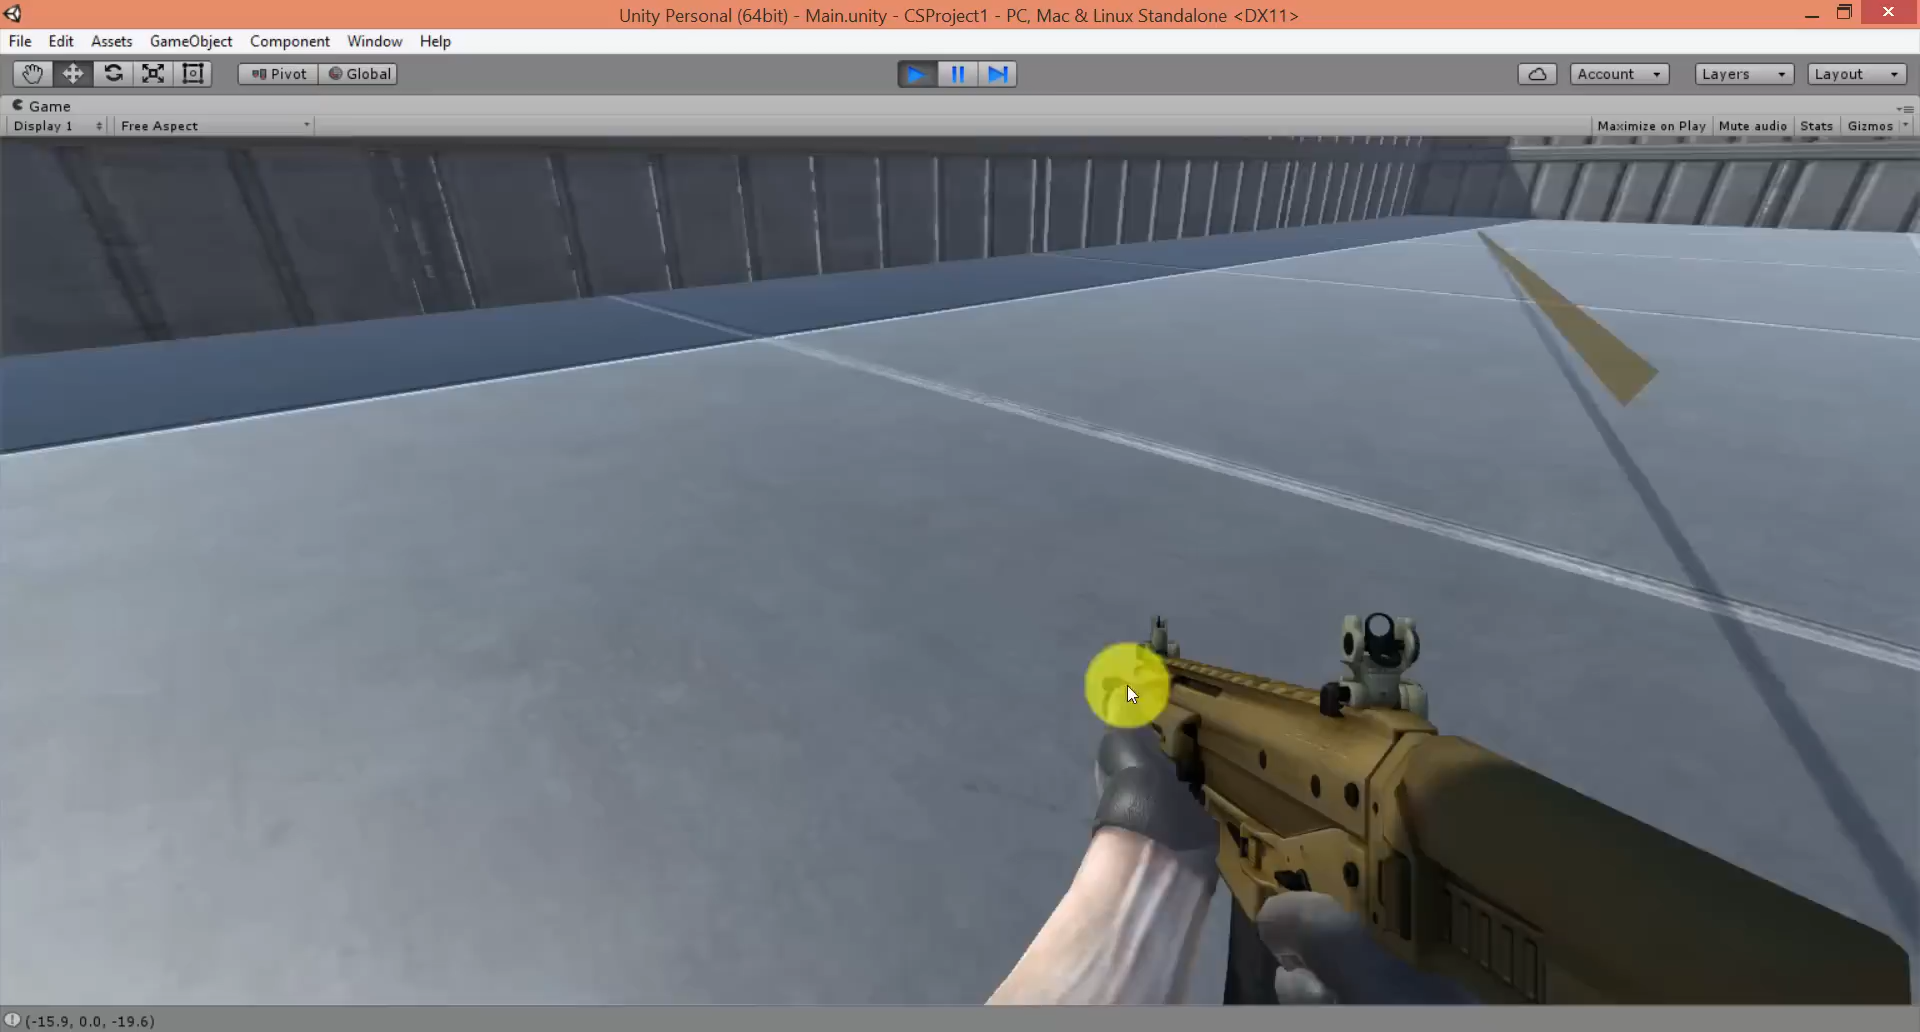 Unity Personal (64bit) - Main.unity - CSProject1 - PC, Mac & Linux Standalone <DX11>
File Edit Assets GameObject Component Window Help
Pivot Global Account Layers Layout
Game
Display 1 Free Aspect Maximize on Play Mute audio Stats Gizmos
(-15.9, 0.0, -19.6)